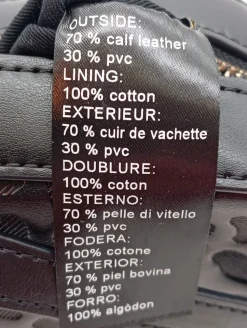 OUTSIDE:
70 % calf leather
30 % pvc
LINING:
100% cotton
EXTERIEUR:
70 % cuir de vachette
30 % pvc
DOUBLURE:
100% coton
ESTERNO:
70 % pelle di vitello
30 % pvc
FODERA:
100% cotone
EXTERIOR:
70 % piel bovina
30 % pvc
FORRO:
100% algòdon